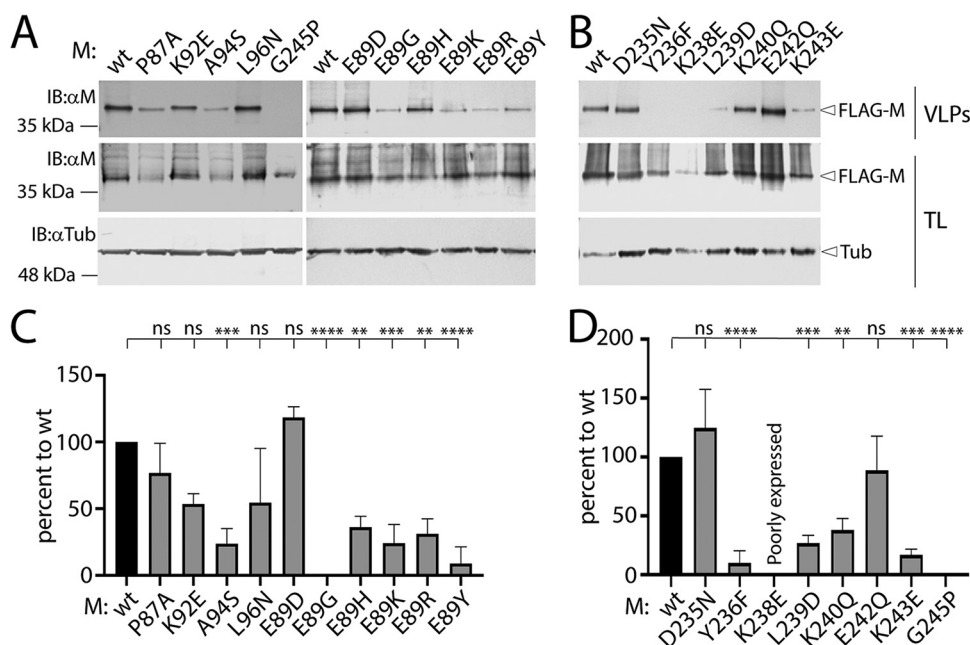 A
M:
wt
P87A
K92E
A94S
L96N
G245P
wt
E89D
E89G
E89H
E89K
E89R
E89Y
IB:αM
35 kDa
IB:αM
35 kDa
IB:αTub
48 kDa
B
wt
D235N
Y236F
K238E
L239D
K240Q
E242Q
K243E
FLAG-M
VLPs
FLAG-M
TL
Tub
C
ns ns *** ns ns **** ** *** ** ****
percent to wt
150
100
50
0
M:
wt
P87A
K92E
A94S
L96N
E89D
E89G
E89H
E89K
E89R
E89Y
D
ns **** *** ** ns *** ****
percent to wt
200
150
100
50
0
Poorly expressed
M:
wt
D235N
Y236F
K238E
L239D
K240Q
E242Q
K243E
G245P